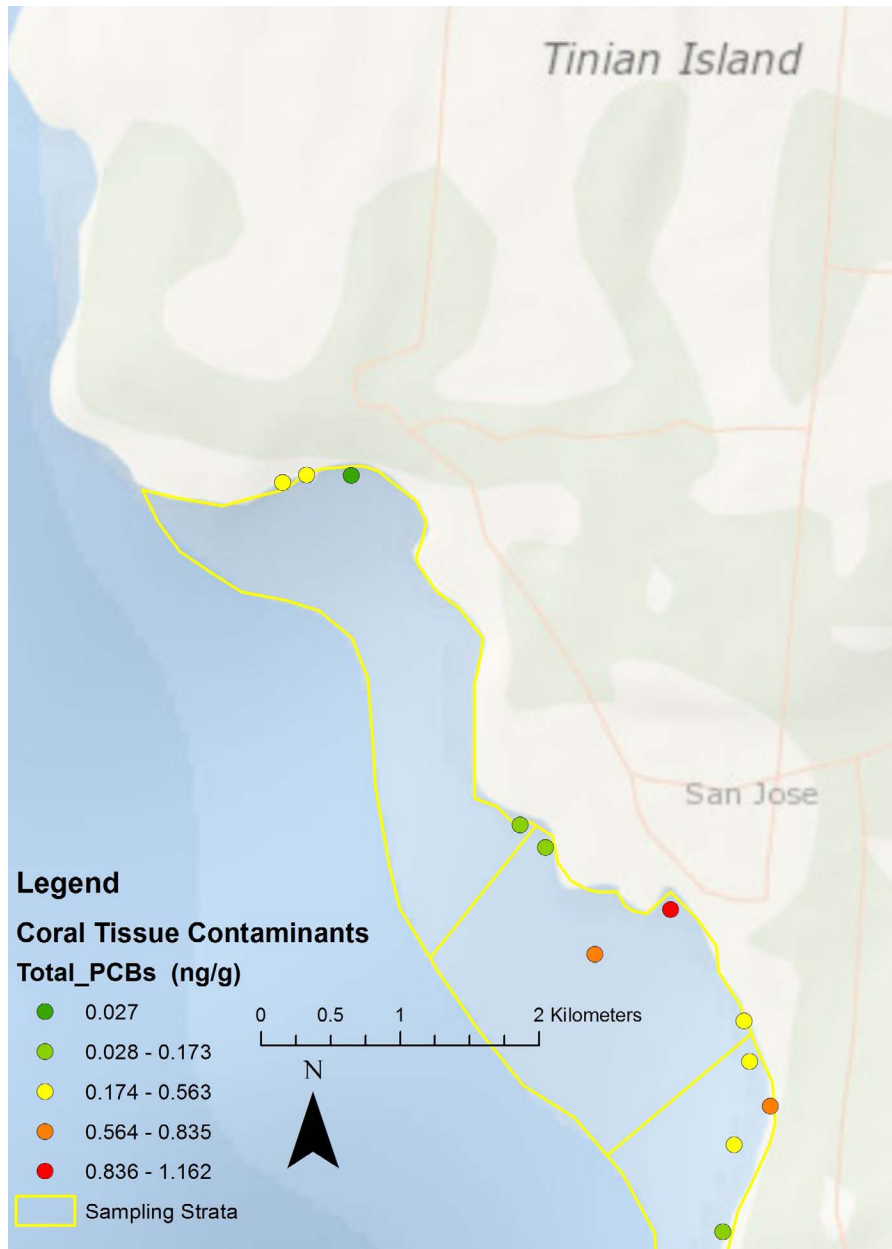 Tinian Island
San Jose
Legend
Coral Tissue Contaminants
Total_PCBs (ng/g)
0.027
0.028 - 0.173
0.174 - 0.563
0.564 - 0.835
0.836 - 1.162
Sampling Strata
0 0.5 1 2 Kilometers
N